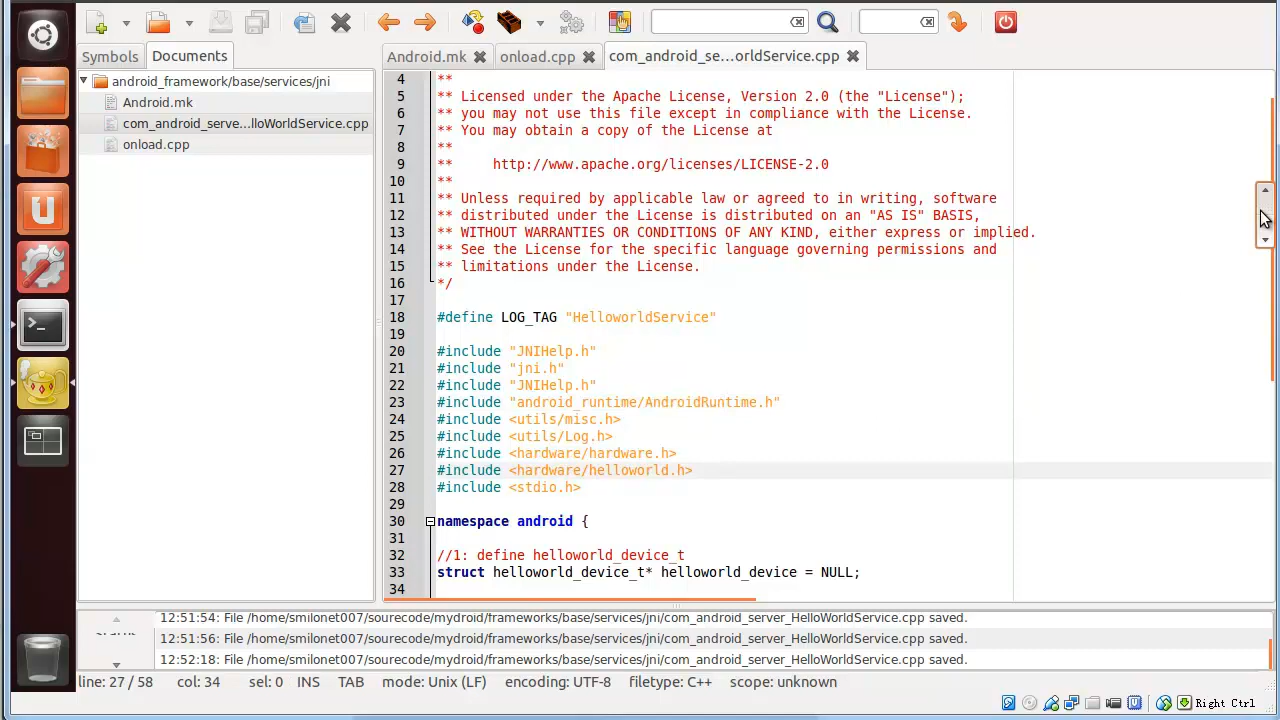 Symbols
Documents
Android.mk
onload.cpp
com_android_se...orldService.cpp
android_framework/base/services/jni
Android.mk
com_android_serve...lloWorldService.cpp
onload.cpp
4 **
5 ** Licensed under the Apache License, Version 2.0 (the "License");
6 ** you may not use this file except in compliance with the License.
7 ** You may obtain a copy of the License at
8 **
9 ** http://www.apache.org/licenses/LICENSE-2.0
10 **
11 ** Unless required by applicable law or agreed to in writing, software
12 ** distributed under the License is distributed on an "AS IS" BASIS,
13 ** WITHOUT WARRANTIES OR CONDITIONS OF ANY KIND, either express or implied.
14 ** See the License for the specific language governing permissions and
15 ** limitations under the License.
16 */
17
18 #define LOG_TAG "HelloworldService"
19
20 #include "JNIHelp.h"
21 #include "jni.h"
22 #include "JNIHelp.h"
23 #include "android_runtime/AndroidRuntime.h"
24 #include <utils/misc.h>
25 #include <utils/Log.h>
26 #include <hardware/hardware.h>
27 #include <hardware/helloworld.h>
28 #include <stdio.h>
29
30 namespace android {
31
32 //1: define helloworld_device_t
33 struct helloworld_device_t* helloworld_device = NULL;
34
12:51:54: File /home/smilonet007/sourecode/mydroid/frameworks/base/services/jni/com_android_server_HelloWorldService.cpp saved.
12:51:56: File /home/smilonet007/sourecode/mydroid/frameworks/base/services/jni/com_android_server_HelloWorldService.cpp saved.
12:52:18: File /home/smilonet007/sourecode/mydroid/frameworks/base/services/jni/com_android_server_HelloWorldService.cpp saved.
line: 27 / 58 col: 34 sel: 0 INS TAB mode: Unix (LF) encoding: UTF-8 filetype: C++ scope: unknown
Right Ctrl